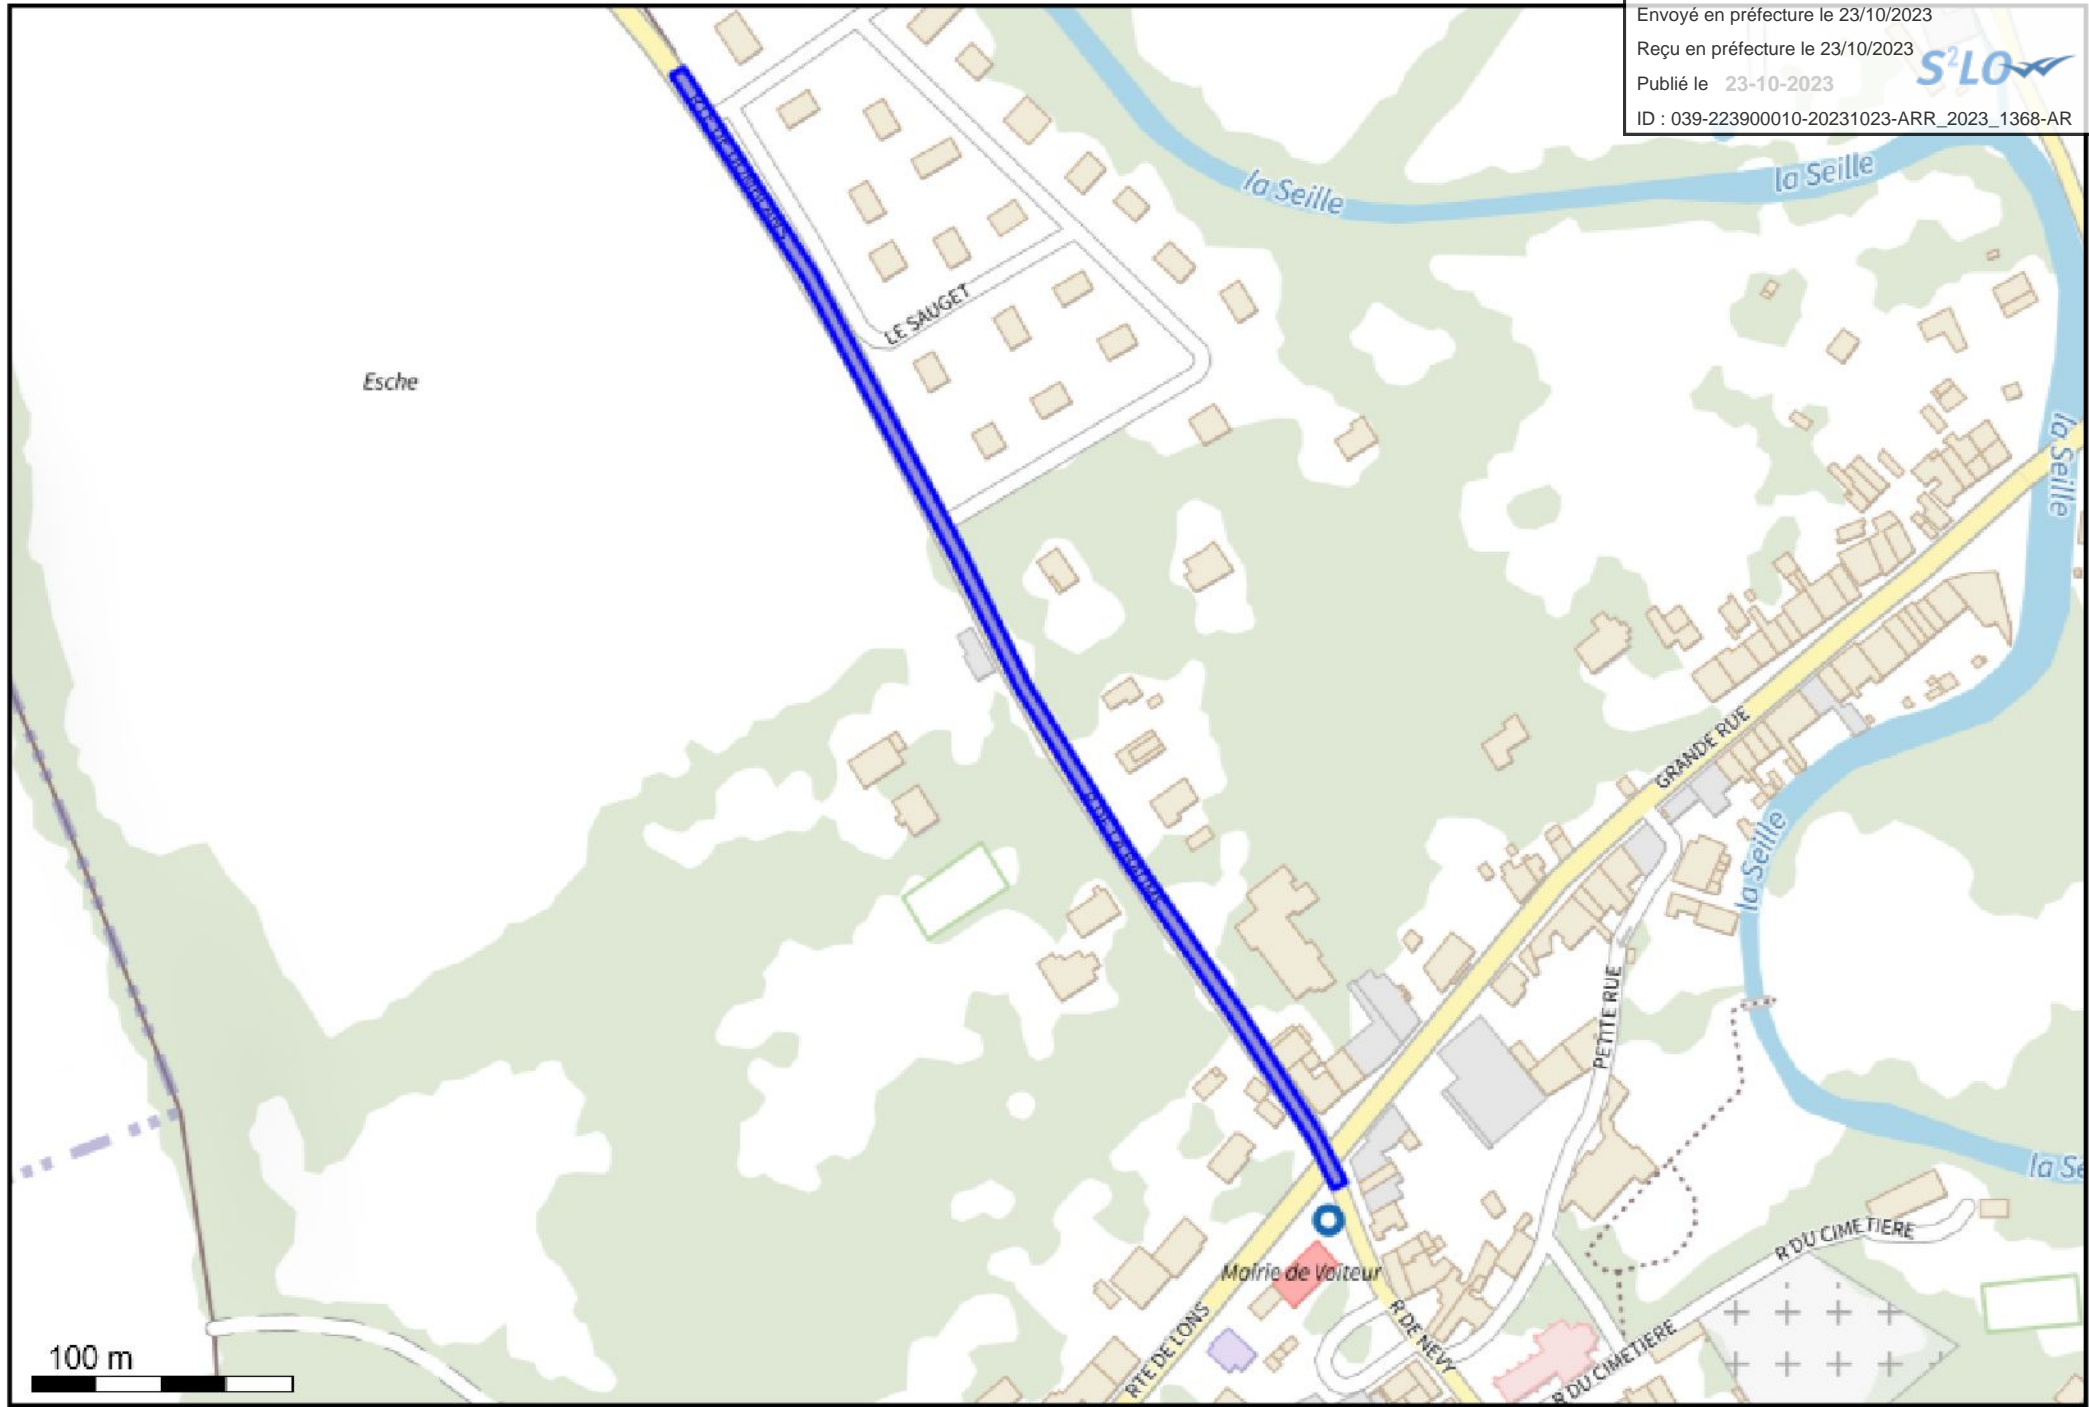 Envoyé en préfecture le 23/10/2023
Reçu en préfecture le 23/10/2023
Publié le 23-10-2023
S²LO
ID : 039-223900010-20231023-ARR_2023_1368-AR
la Seille
la Seille
LE SAUGET
Esche
la Seille
GRANDE RUE
la Seille
PETITE RUE
la Se
R DU CIMETIERE
Mairie de Voiteur
R DE NEVY
RTE DE LONS
R DU CIMETIERE
100 m